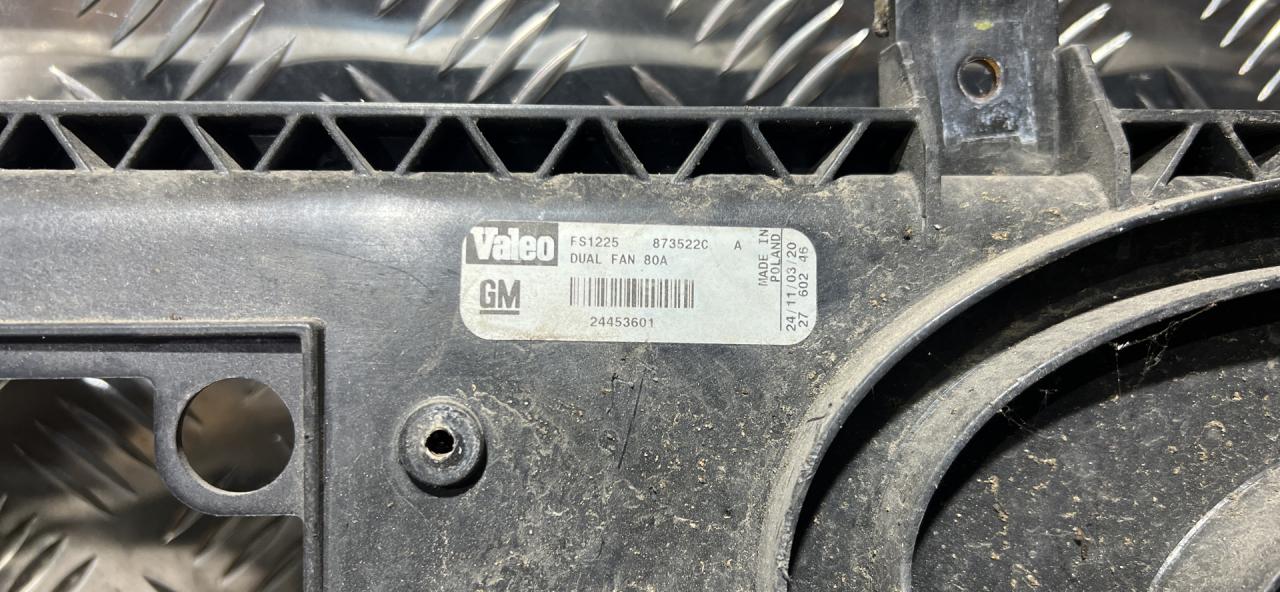 Valeo
FS1225 873522C A
DUAL FAN 80A
GM
24453601
MADE IN
POLAND
24/11/03/20
27 602 46